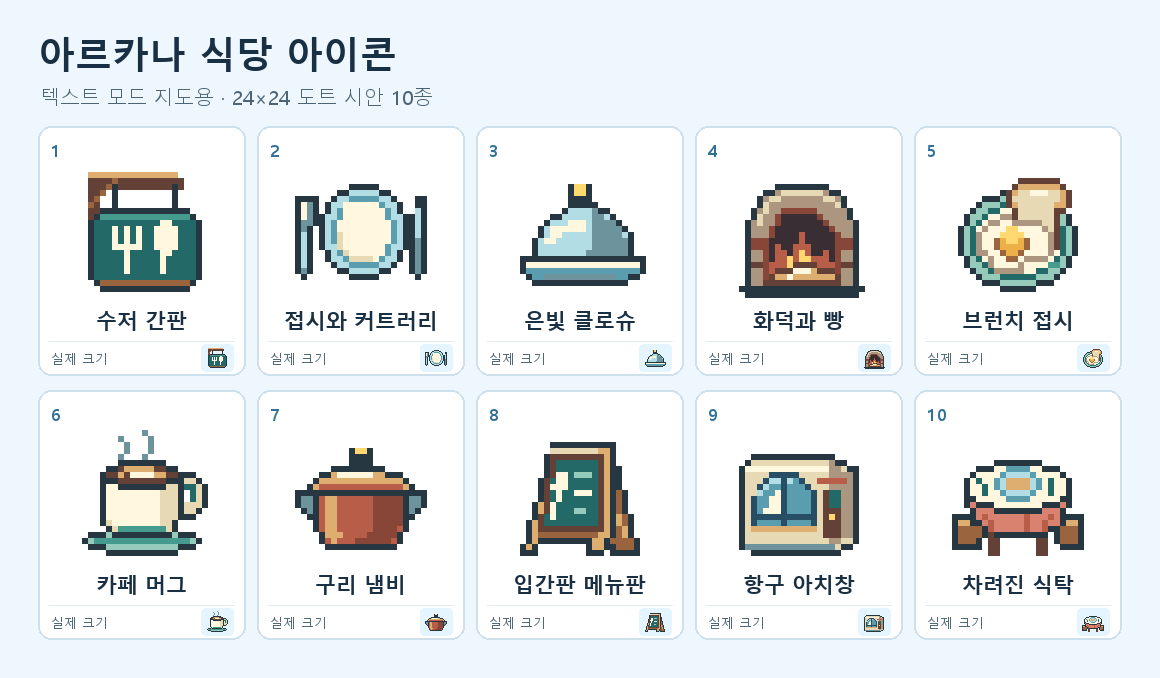 아르카나 식당 아이콘
텍스트 모드 지도용 · 24×24 도트 시안 10종
1
수저 간판
실제 크기
2
접시와 커트러리
실제 크기
3
은빛 클로슈
실제 크기
4
화덕과 빵
실제 크기
5
브런치 접시
실제 크기
6
카페 머그
실제 크기
7
구리 냄비
실제 크기
8
입간판 메뉴판
실제 크기
9
항구 아치창
실제 크기
10
차려진 식탁
실제 크기